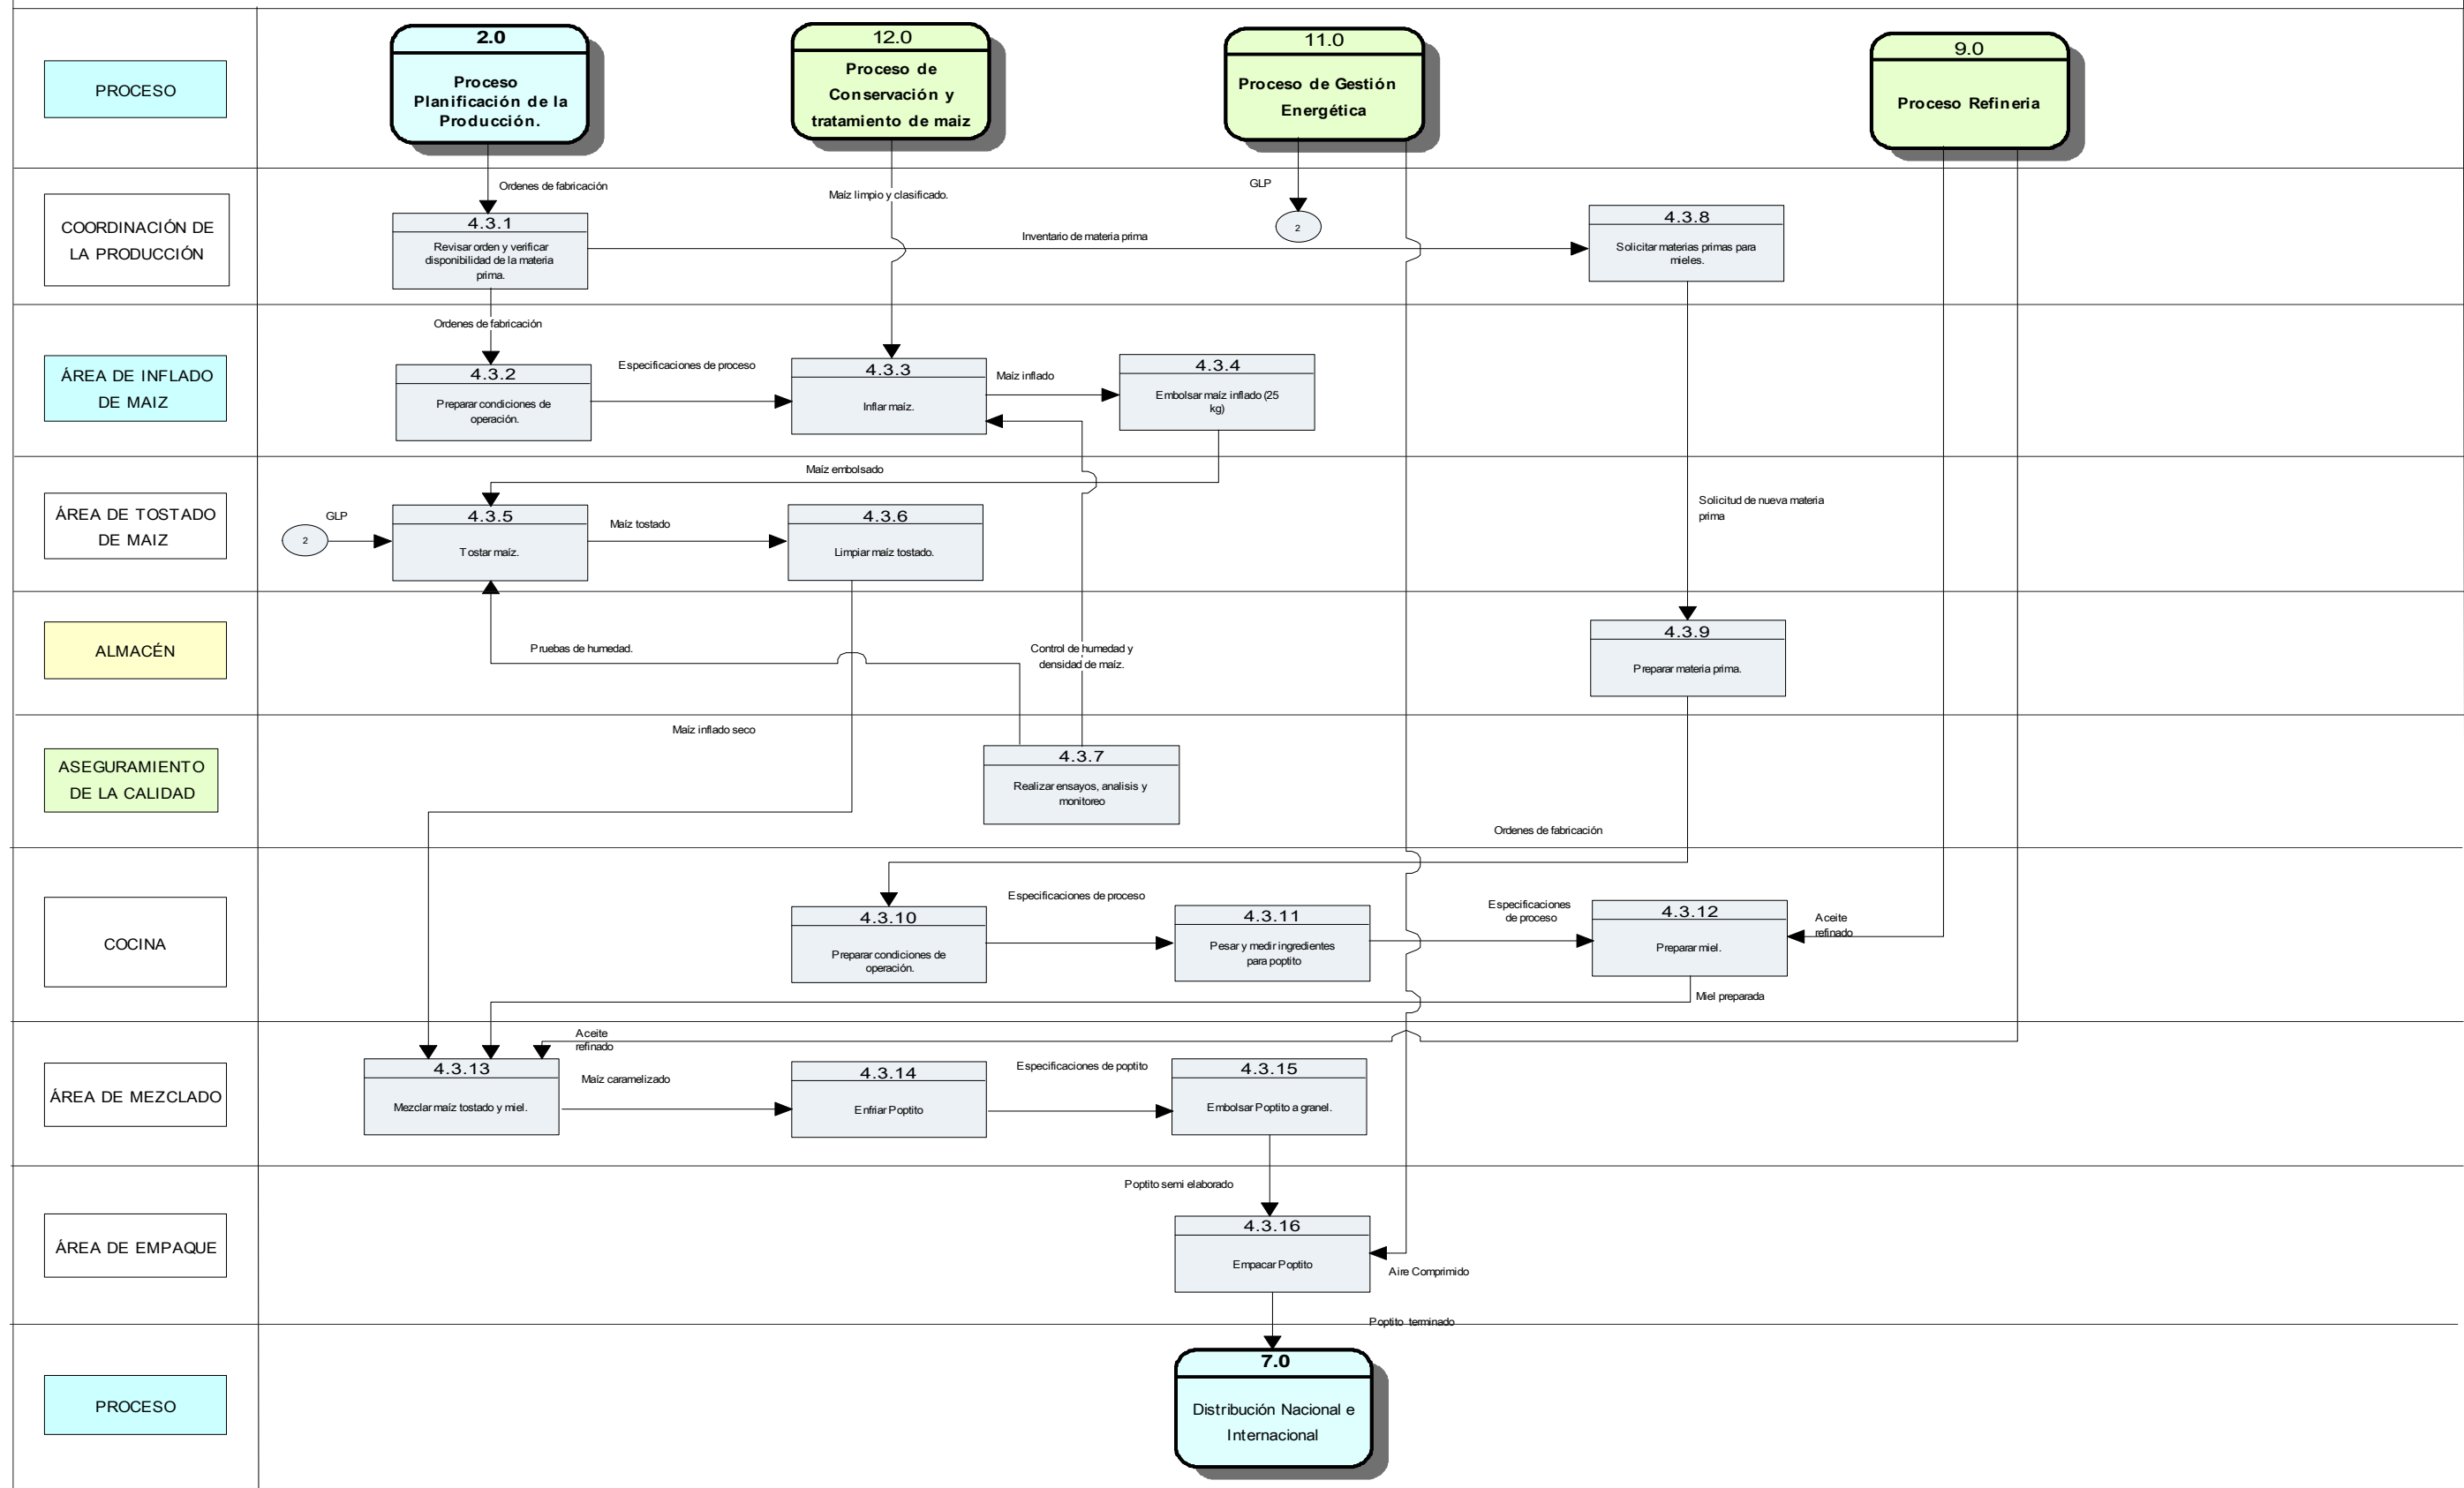 PROCESO
2.0
Proceso
Planificación de la
Producción.
12.0
Proceso de
Conservación y
tratamiento de maiz
11.0
Proceso de Gestión
Energética
9.0
Proceso Refineria
COORDINACIÓN DE
LA PRODUCCIÓN
Ordenes de fabricación
4.3.1
Revisar orden y verificar
disponibilidad de la materia
prima.
Maíz limpio y clasificado.
Inventario de materia prima
GLP
2
4.3.8
Solicitar materias primas para
mieles.
ÁREA DE INFLADO
DE MAIZ
Ordenes de fabricación
4.3.2
Preparar condiciones de
operación.
Especificaciones de proceso
4.3.3
Inflar maíz.
Maíz inflado
4.3.4
Embolsar maíz inflado (25
kg)
ÁREA DE TOSTADO
DE MAIZ
Maíz embolsado
2
GLP
4.3.5
Tostar maíz.
Maíz tostado
4.3.6
Limpiar maíz tostado.
Solicitud de nueva materia
prima
ALMACÉN
Pruebas de humedad.
Control de humedad y
densidad de maíz.
4.3.9
Preparar materia prima.
ASEGURAMIENTO
DE LA CALIDAD
Maíz inflado seco
4.3.7
Realizar ensayos, analisis y
monitoreo
Ordenes de fabricación
COCINA
4.3.10
Preparar condiciones de
operación.
Especificaciones de proceso
4.3.11
Pesar y medir ingredientes
para poptito
Especificaciones
de proceso
4.3.12
Preparar miel.
Aceite
refinado
Miel preparada
ÁREA DE MEZCLADO
Aceite
refinado
4.3.13
Mezclar maíz tostado y miel.
Maíz caramelizado
4.3.14
Enfriar Poptito
Especificaciones de poptito
4.3.15
Embolsar Poptito a granel.
ÁREA DE EMPAQUE
Poptito semi elaborado
4.3.16
Empacar Poptito
Aire Comprimido
Poptito terminado
PROCESO
7.0
Distribución Nacional e
Internacional